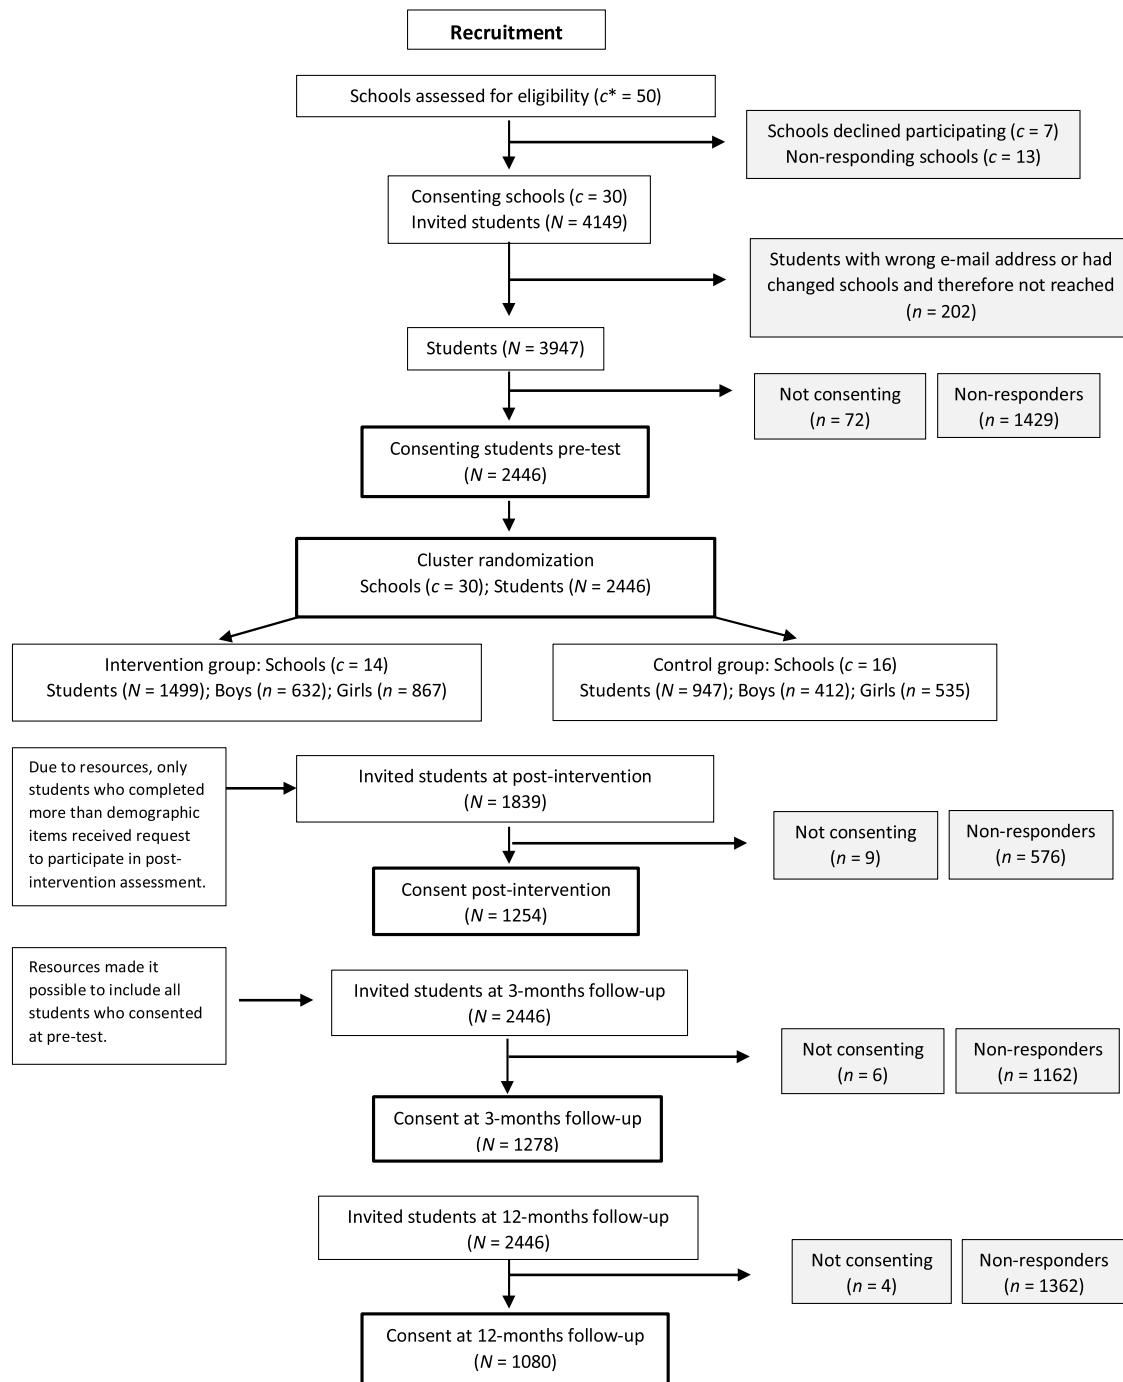 Recruitment
Schools assessed for eligibility (c* = 50)
Schools declined participating (c = 7)
Non-responding schools (c = 13)
Consenting schools (c = 30)
Invited students (N = 4149)
Students with wrong e-mail address or had
changed schools and therefore not reached
(n = 202)
Students (N = 3947)
Not consenting
(n = 72)
Non-responders
(n = 1429)
Consenting students pre-test
(N = 2446)
Cluster randomization
Schools (c = 30); Students (N = 2446)
Intervention group: Schools (c = 14)
Students (N = 1499); Boys (n = 632); Girls (n = 867)
Control group: Schools (c = 16)
Students (N = 947); Boys (n = 412); Girls (n = 535)
Due to resources, only
students who completed
more than demographic
items received request
to participate in post-
intervention assessment.
Invited students at post-intervention
(N = 1839)
Not consenting
(n = 9)
Non-responders
(n = 576)
Consent post-intervention
(N = 1254)
Resources made it
possible to include all
students who consented
at pre-test.
Invited students at 3-months follow-up
(N = 2446)
Not consenting
(n = 6)
Non-responders
(n = 1162)
Consent at 3-months follow-up
(N = 1278)
Invited students at 12-months follow-up
(N = 2446)
Not consenting
(n = 4)
Non-responders
(n = 1362)
Consent at 12-months follow-up
(N = 1080)